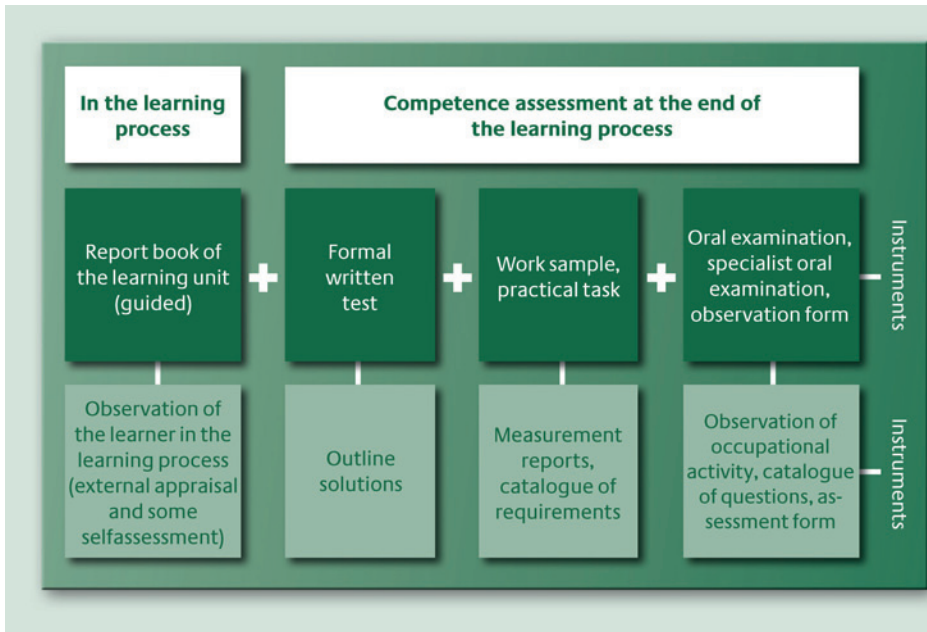 In the learning
process
Competence assessment at the end of
the learning process
Report book of
the learning unit
(guided)
Formal
written
test
Work sample,
practical task
Oral examination,
specialist oral
examination,
observation form
Instruments
Observation of
the learner in the
learning process
(external appraisal
and some
selfassessment)
Outline
solutions
Measurement
reports,
catalogue of
requirements
Observation of
occupational
activity, catalogue
of questions, as-
sessment form
Instruments